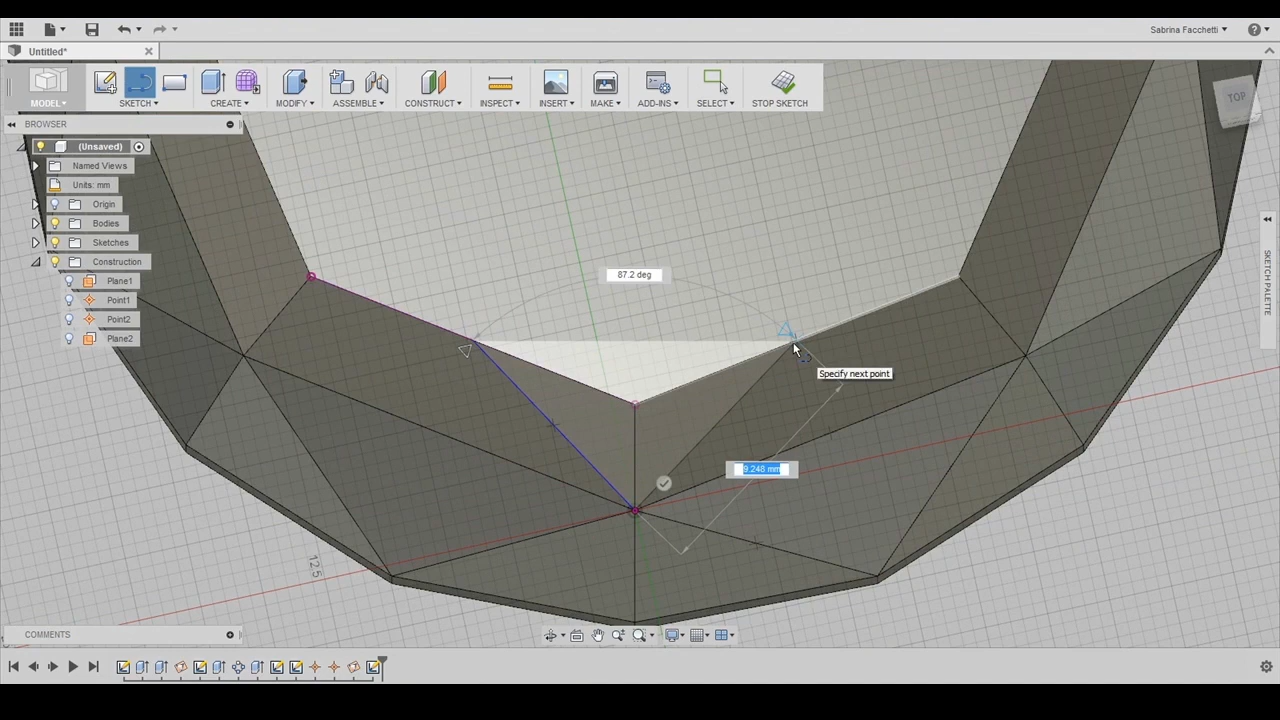 Sabrina Facchetti
Untitled*
MODEL
SKETCH
CREATE
MODIFY
ASSEMBLE
CONSTRUCT
INSPECT
INSERT
MAKE
ADD-INS
SELECT
STOP SKETCH
TOP
BROWSER
(Unsaved)
Named Views
Units: mm
Origin
Bodies
Sketches
Construction
Plane1
Point1
Point2
Plane2
87.2 deg
Specify next point
9.248 mm
12.5
SKETCH PALETTE
COMMENTS